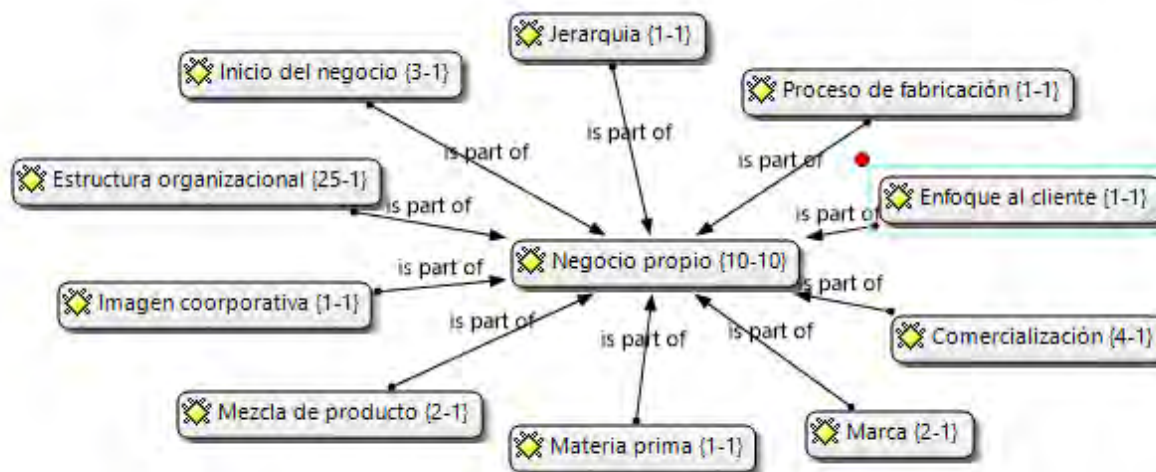 Jerarquia {1-1}
Inicio del negocio {3-1}
Proceso de fabricación {1-1}
is part of
is part of
is part of
Estructura organizacional {25-1}
is part of
Enfoque al cliente {1-1}
is part of
Negocio propio {10-10}
is part of
is part of
Imagen coorporativa {1-1}
is part of
is part of
is part of
Comercialización {4-1}
Mezcla de producto {2-1}
Materia prima {1-1}
Marca {2-1}